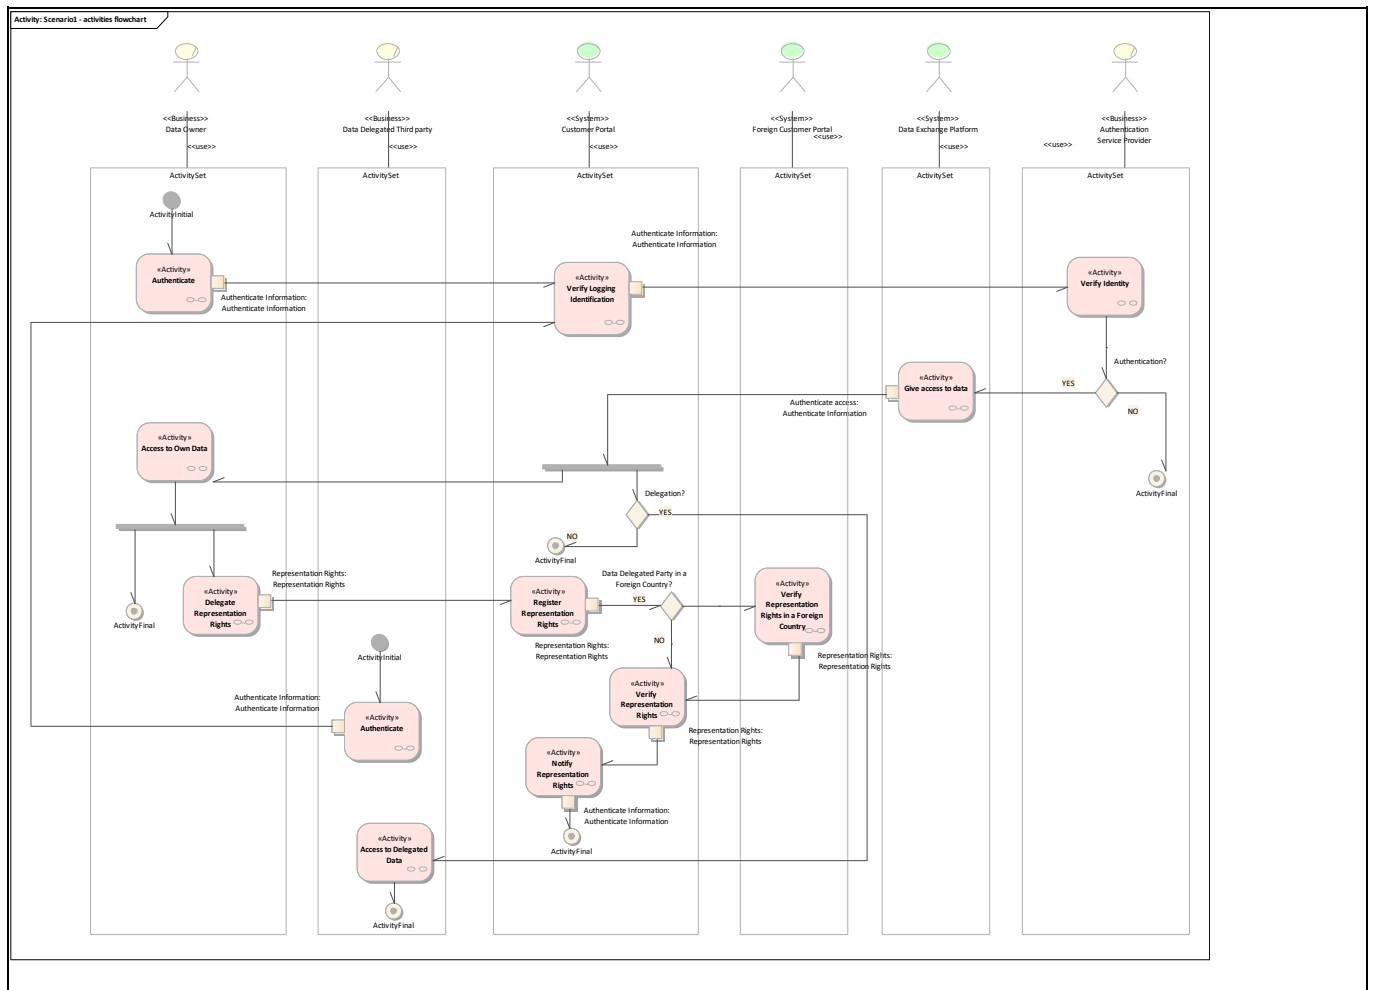 Activity: Scenario1 - activities flowchart
<<Business>>
Data Owner
<<use>>
<<Business>>
Data Delegated Third party
<<use>>
<<System>>
Customer Portal
<<use>>
<<System>>
Foreign Customer Portal
<<use>>
<<System>>
Data Exchange Platform
<<use>>
<<Business>>
Authentication
Service Provider
<<use>>
ActivitySet
ActivitySet
ActivitySet
ActivitySet
ActivitySet
ActivitySet
ActivityInitial
«Activity»
Authenticate
Authenticate Information:
Authenticate Information
«Activity»
Verify Logging
Identification
Authenticate Information:
Authenticate Information
«Activity»
Verify Identity
Authentication?
YES
NO
ActivityFinal
«Activity»
Give access to data
Authenticate access:
Authenticate Information
«Activity»
Access to Own Data
Delegation?
YES
NO
ActivityFinal
ActivityFinal
«Activity»
Delegate
Representation
Rights
Representation Rights:
Representation Rights
«Activity»
Register
Representation
Rights
Representation Rights:
Representation Rights
Data Delegated Party in a
Foreign Country?
YES
NO
«Activity»
Verify
Representation
Rights in a Foreign
Country
Representation Rights:
Representation Rights
«Activity»
Verify
Representation
Rights
Representation Rights:
Representation Rights
«Activity»
Notify
Representation
Rights
Authenticate Information:
Authenticate Information
ActivityFinal
ActivityInitial
«Activity»
Authenticate
Authenticate Information:
Authenticate Information
«Activity»
Access to Delegated
Data
ActivityFinal